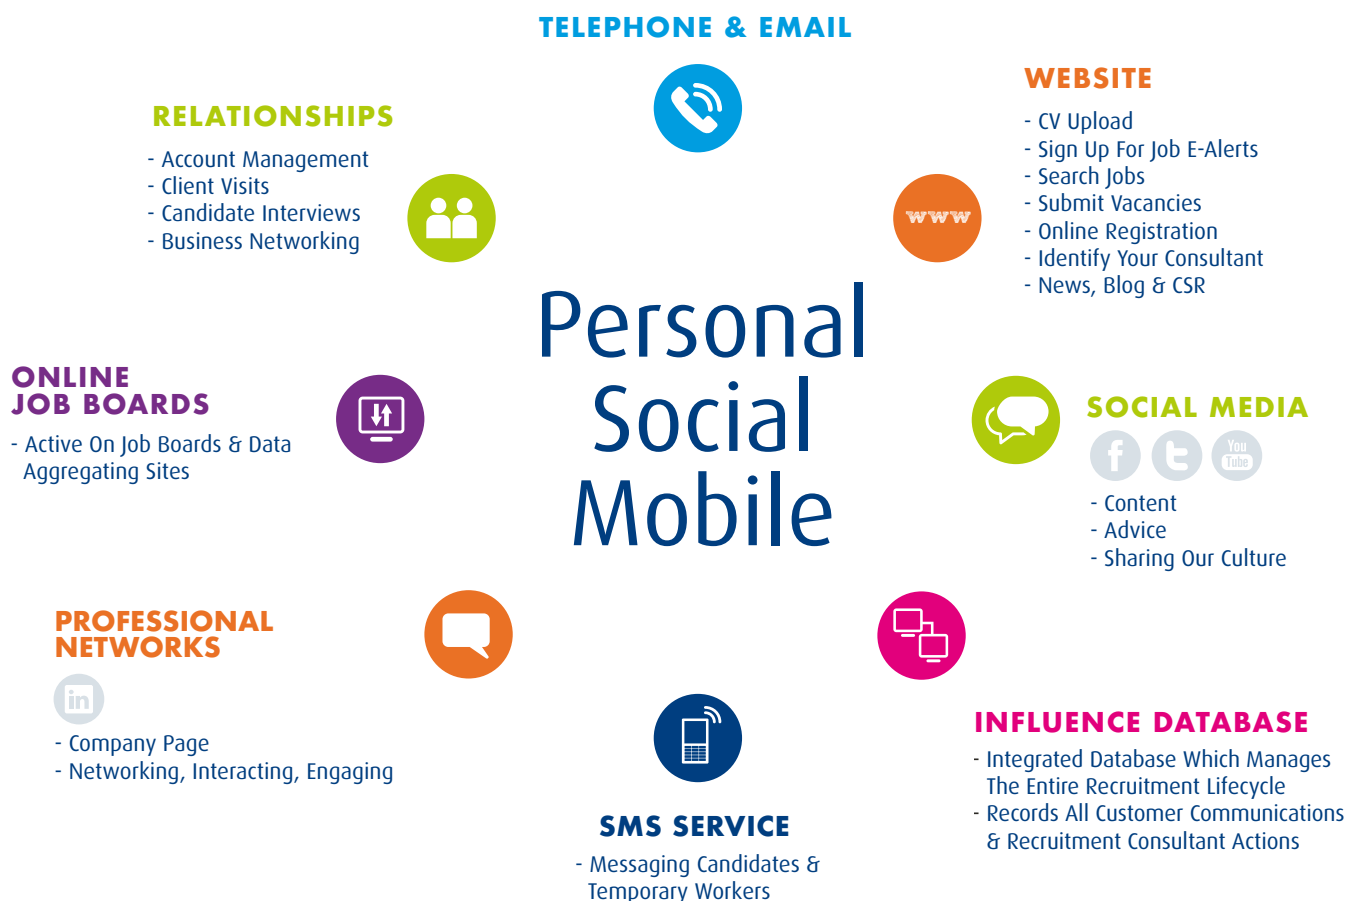 TELEPHONE & EMAIL
RELATIONSHIPS
- Account Management
- Client Visits
- Candidate Interviews
- Business Networking
WEBSITE
- CV Upload
- Sign Up For Job E-Alerts
- Search Jobs
- Submit Vacancies
- Online Registration
- Identify Your Consultant
- News, Blog & CSR
www
Personal
Social
Mobile
ONLINE
JOB BOARDS
- Active On Job Boards & Data
Aggregating Sites
SOCIAL MEDIA
f
t
You
Tube
- Content
- Advice
- Sharing Our Culture
PROFESSIONAL
NETWORKS
in
- Company Page
- Networking, Interacting, Engaging
SMS SERVICE
- Messaging Candidates &
Temporary Workers
INFLUENCE DATABASE
- Integrated Database Which Manages
The Entire Recruitment Lifecycle
- Records All Customer Communications
& Recruitment Consultant Actions